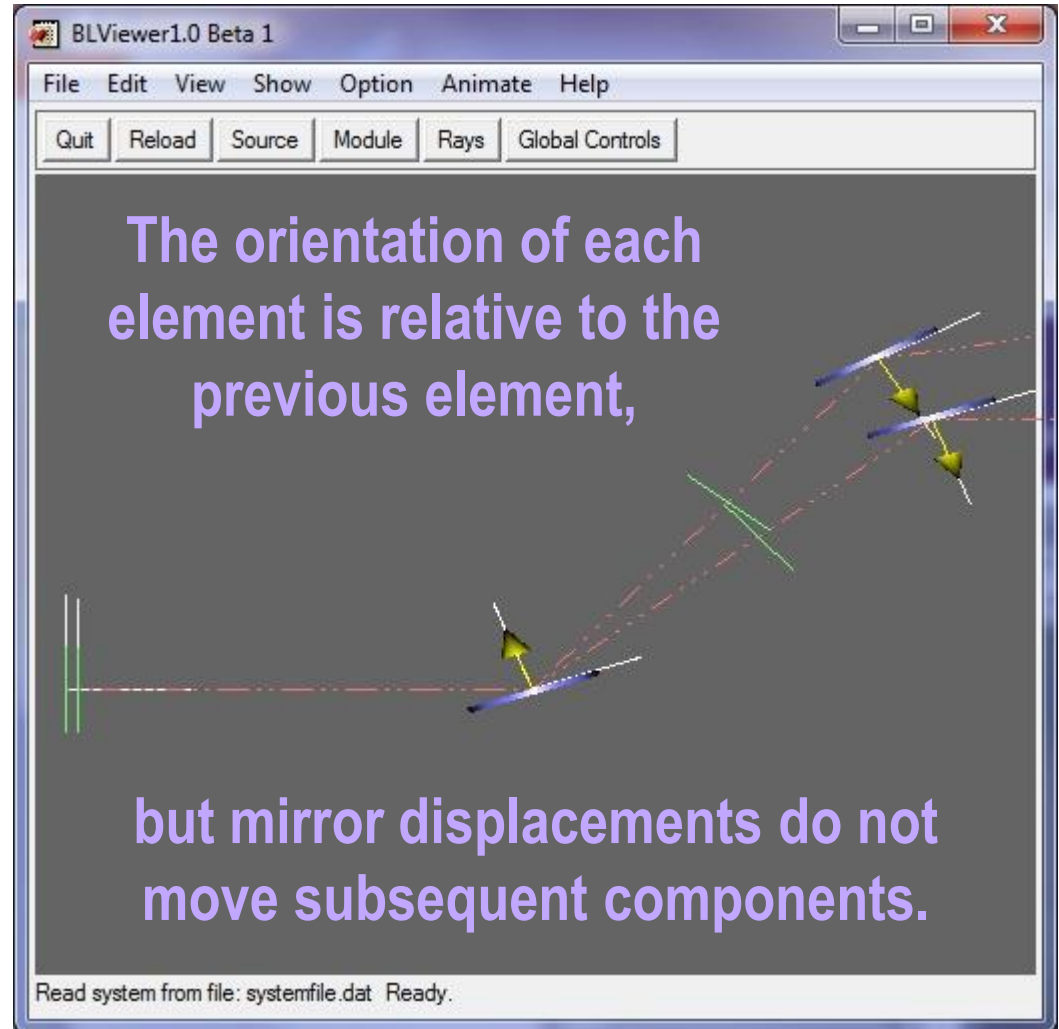 BLViewer1.0 Beta 1
File Edit View Show Option Animate Help
Quit Reload Source Module Rays Global Controls
The orientation of each
element is relative to the
previous element,
but mirror displacements do not
move subsequent components.
Read system from file: systemfile.dat Ready.